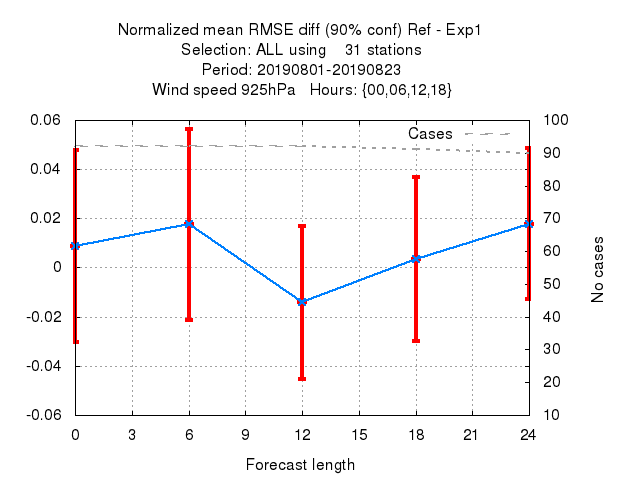 Normalized mean RMSE diff (90% conf) Ref - Exp1
Selection: ALL using 31 stations
Period: 20190801-20190823
Wind speed 925hPa Hours: {00,06,12,18}
Cases
0.06
0.04
0.02
0
-0.02
-0.04
-0.06
100
90
80
70
60
50
40
30
20
10
No cases
0 3 6 9 12 15 18 21 24
Forecast length